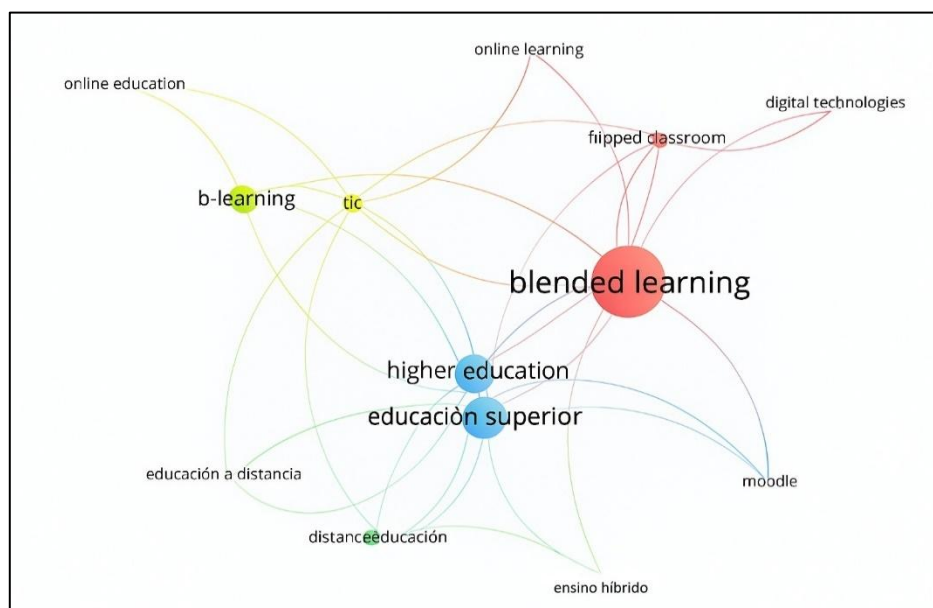 online learning
online education
digital technologies
fıipped classroom
b-learning
tic
blended learning
higher education
educaciòn superior
educación a distancia
moodle
distanceeducación
ensino híbrido